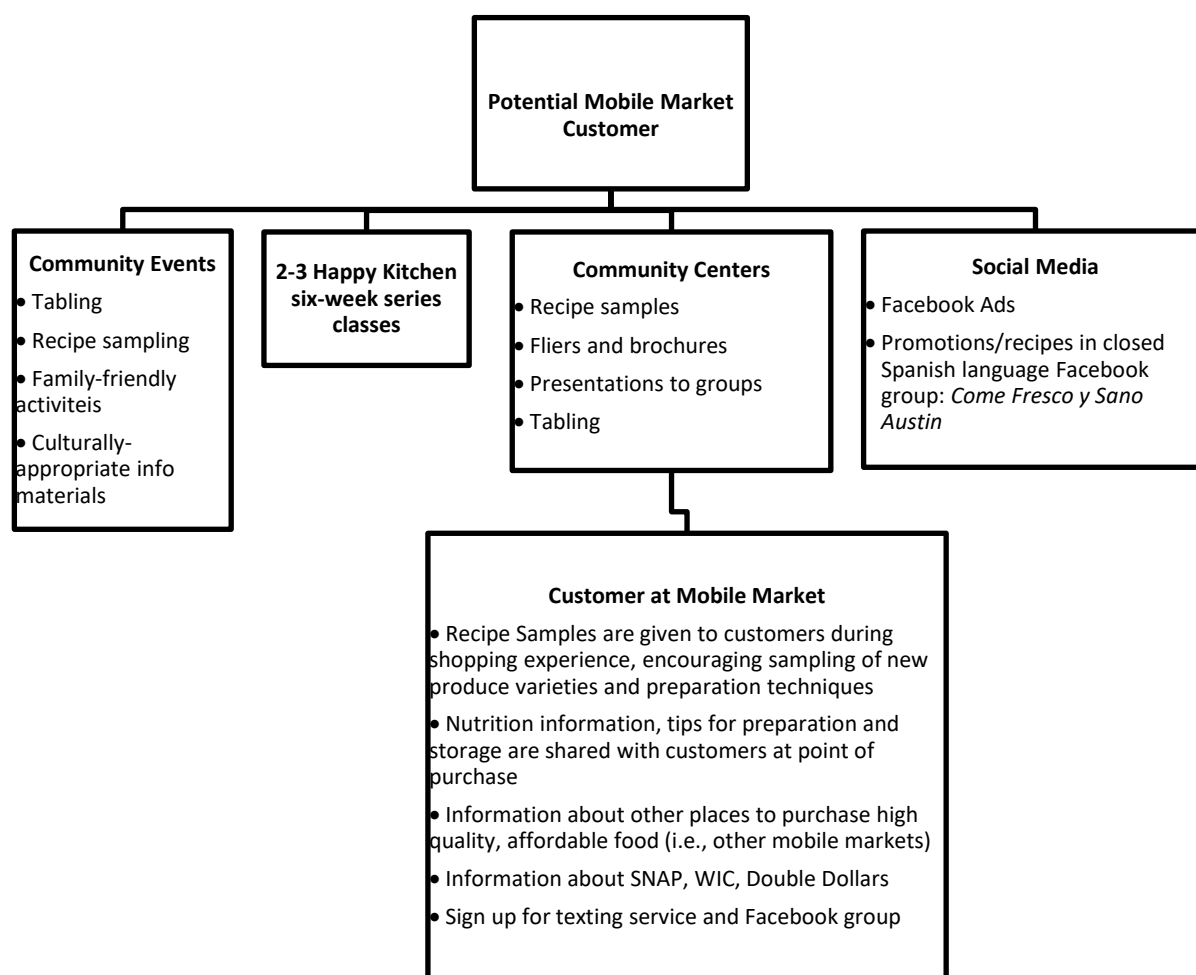 Potential Mobile Market
Customer
Community Events
• Tabling
• Recipe sampling
• Family-friendly
activiteis
• Culturally-
appropriate info
materials
2-3 Happy Kitchen
six-week series
classes
Community Centers
• Recipe samples
• Fliers and brochures
• Presentations to groups
• Tabling
Social Media
• Facebook Ads
• Promotions/recipes in closed
Spanish language Facebook
group: Come Fresco y Sano
Austin
Customer at Mobile Market
• Recipe Samples are given to customers during
shopping experience, encouraging sampling of new
produce varieties and preparation techniques
• Nutrition information, tips for preparation and
storage are shared with customers at point of
purchase
• Information about other places to purchase high
quality, affordable food (i.e., other mobile markets)
• Information about SNAP, WIC, Double Dollars
• Sign up for texting service and Facebook group